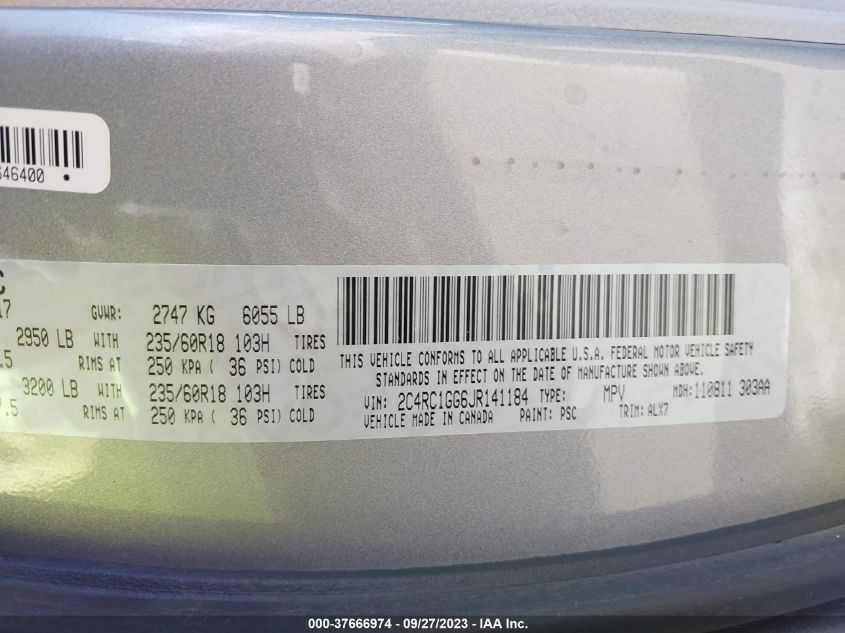 646400 *
C
17 GVWR: 2747 KG 6055 LB
2950 LB WITH 235/60R18 103H TIRES
.5 RIMS AT 250 KPA ( 36 PSI) COLD
3200 LB WITH 235/60R18 103H TIRES
7.5 RIMS AT 250 KPA ( 36 PSI) COLD
THIS VEHICLE CONFORMS TO ALL APPLICABLE U.S.A. FEDERAL MOTOR VEHICLE SAFETY
STANDARDS IN EFFECT ON THE DATE OF MANUFACTURE SHOWN ABOVE.
VIN: 2C4RC1GG6JR141184 TYPE: MPV MDH: 110811 303AA
VEHICLE MADE IN CANADA PAINT: PSC TRIM: ALX7
000-37666974 - 09/27/2023 - IAA Inc.